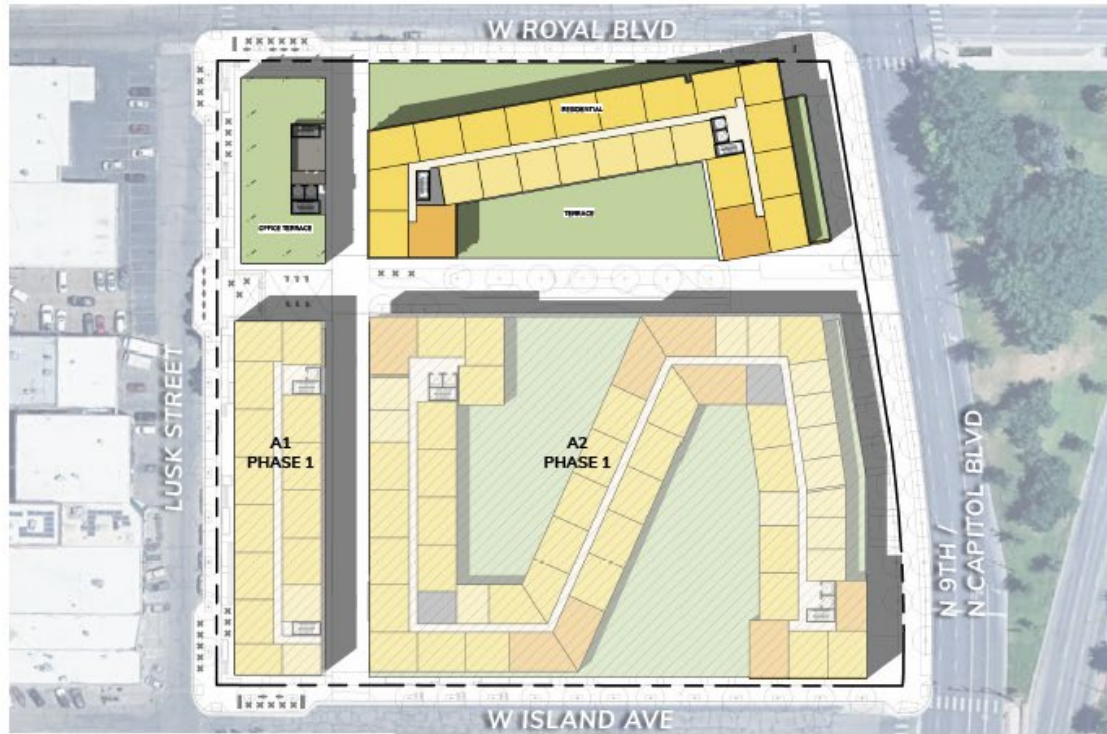 W ROYAL BLVD
RESIDENTIAL
OFFICE TERRACE
TERRACE
LUSK STREET
A1
PHASE 1
A2
PHASE 1
N 9TH /
N CAPITOL BLVD
W ISLAND AVE